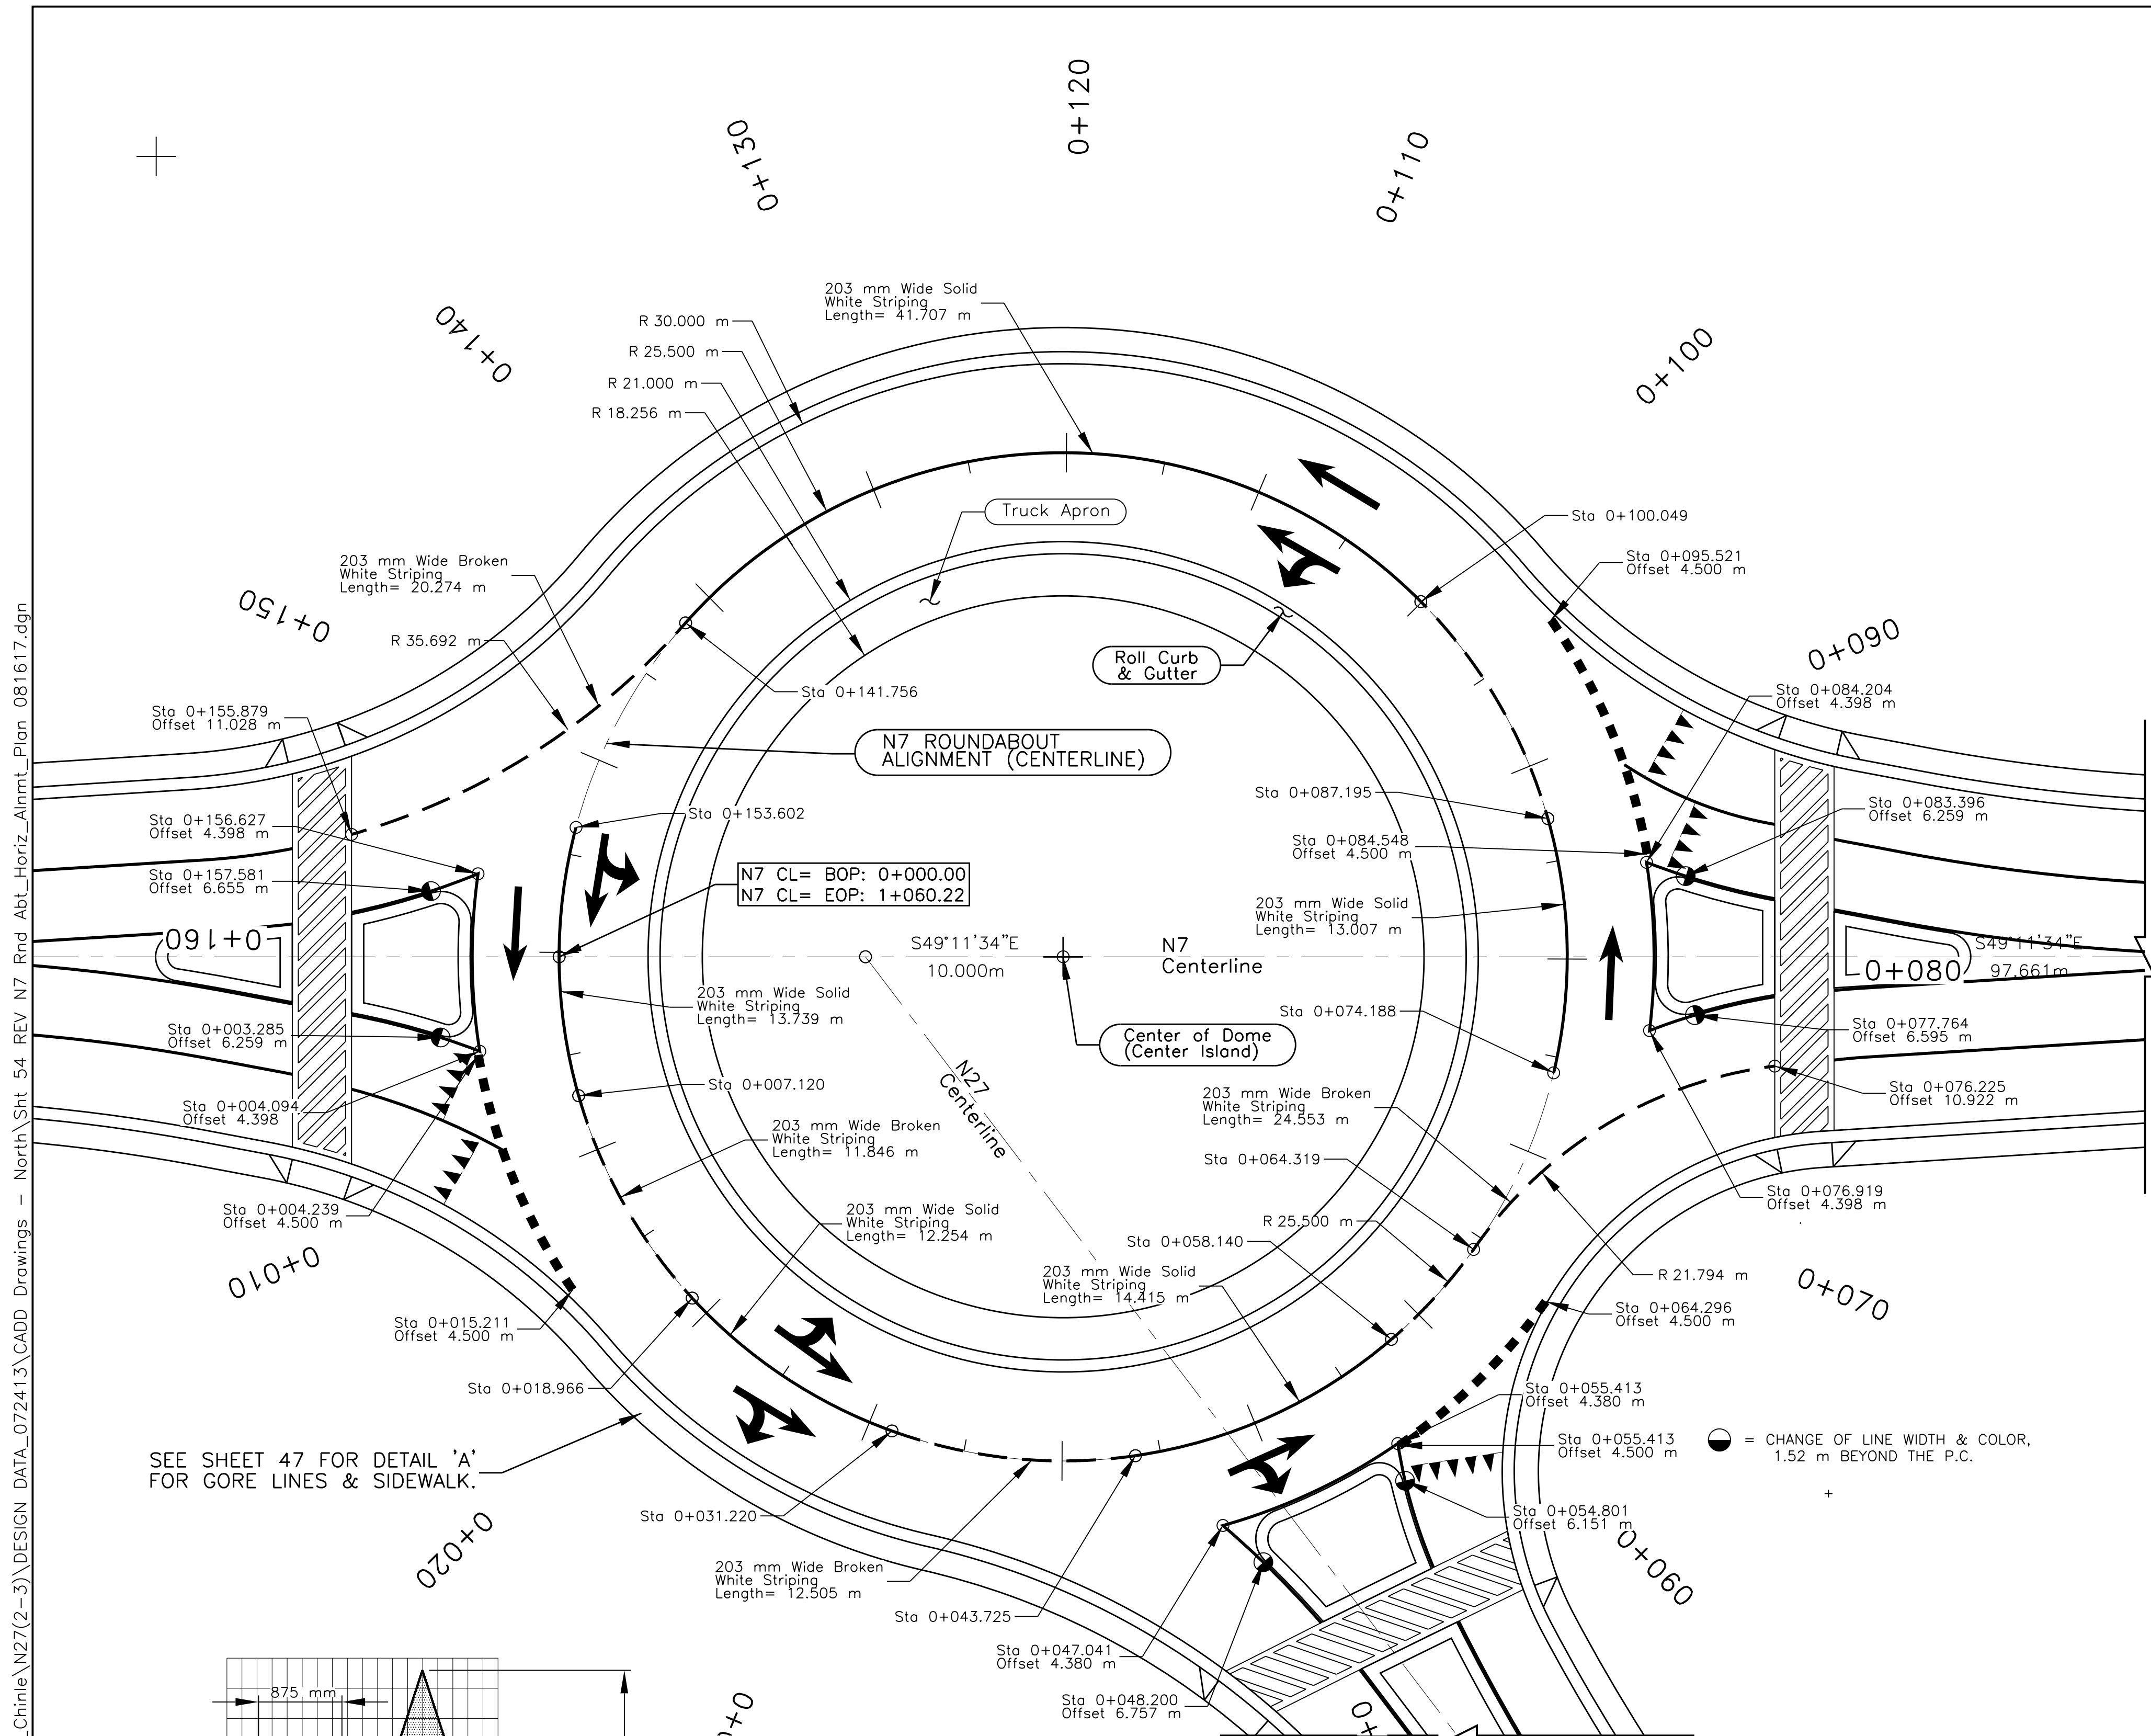 0+120
0+130
0+110
0+140
0+100
203 mm Wide Solid
White Striping
Length= 41.707 m
R 30.000 m
R 25.500 m
R 21.000 m
R 18.256 m
Truck Apron
Sta 0+100.049
Sta 0+095.521
Offset 4.500 m
203 mm Wide Broken
White Striping
Length= 20.274 m
0+150
R 35.692 m
0+090
Roll Curb
& Gutter
Sta 0+141.756
Sta 0+084.204
Offset 4.398 m
Sta 0+155.879
Offset 11.028 m
N7 ROUNDABOUT
ALIGNMENT (CENTERLINE)
Sta 0+087.195
Sta 0+083.396
Offset 6.259 m
Sta 0+153.602
Sta 0+156.627
Offset 4.398 m
Sta 0+084.548
Offset 4.500 m
Sta 0+157.581
Offset 6.655 m
N7 CL= BOP: 0+000.00
N7 CL= EOP: 1+060.22
203 mm Wide Solid
White Striping
Length= 13.007 m
0+160
S49°11'34"E
10.000m
N7
Centerline
S49°11'34"E
97.661m
0+080
203 mm Wide Solid
White Striping
Length= 13.739 m
Sta 0+074.188
Sta 0+003.285
Offset 6.259 m
Center of Dome
(Center Island)
Sta 0+077.764
Offset 6.595 m
N27
Centerline
Sta 0+007.120
203 mm Wide Broken
White Striping
Length= 24.553 m
Sta 0+076.225
Offset 10.922 m
Sta 0+004.094
Offset 4.398
203 mm Wide Broken
White Striping
Length= 11.846 m
Sta 0+064.319
Sta 0+076.919
Offset 4.398 m
Sta 0+004.239
Offset 4.500 m
203 mm Wide Solid
White Striping
Length= 12.254 m
R 25.500 m
Sta 0+058.140
0+010
203 mm Wide Solid
White Striping
Length= 14.415 m
R 21.794 m
0+070
Sta 0+015.211
Offset 4.500 m
Sta 0+064.296
Offset 4.500 m
Sta 0+018.966
Sta 0+055.413
Offset 4.380 m
SEE SHEET 47 FOR DETAIL 'A'
FOR GORE LINES & SIDEWALK.
Sta 0+055.413
Offset 4.500 m
= CHANGE OF LINE WIDTH & COLOR,
1.52 m BEYOND THE P.C.
Sta 0+031.220
Sta 0+054.801
Offset 6.151 m
0+020
0+060
203 mm Wide Broken
White Striping
Length= 12.505 m
Sta 0+043.725
Sta 0+047.041
Offset 4.380 m
Sta 0+048.200
Offset 6.757 m
875 mm
_Chinle\N27(2-3)\DESIGN DATA_072413\CADD Drawings - North\Sht 54 REV N7 Rnd Abt_Horiz_Alnmt_Plan 081617.dgn